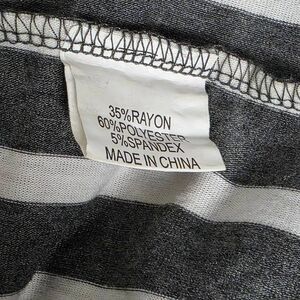 35%RAYON
60%POLYESTER
5%SPANDEX
MADE IN CHINA